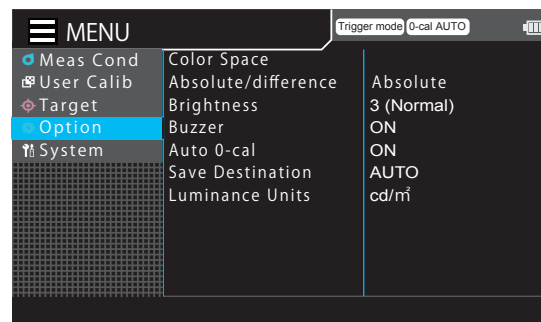 MENU
Trigger mode 0-cal AUTO
Meas Cond
User Calib
Target
Option
System
Color Space
Absolute/difference Absolute
Brightness 3 (Normal)
Buzzer ON
Auto 0-cal ON
Save Destination AUTO
Luminance Units cd/㎡